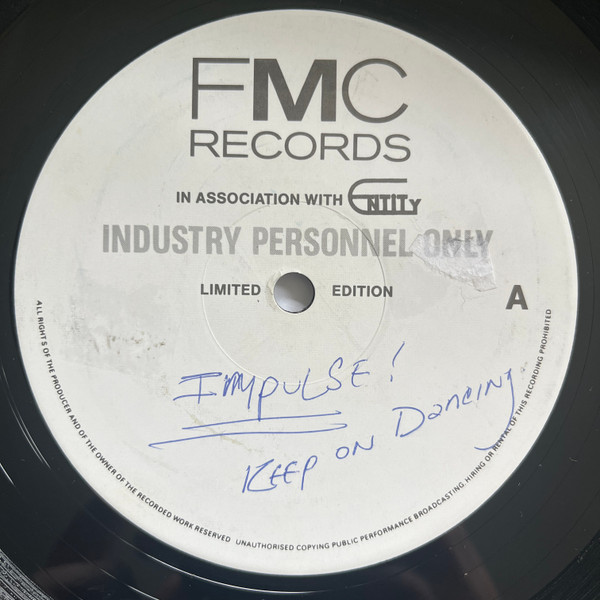 FMC
RECORDS
IN ASSOCIATION WITH ENTITY
INDUSTRY PERSONNEL ONLY
LIMITED EDITION
A
IMPULSE!
KEEP ON DANCING
ALL RIGHTS OF THE PRODUCER AND OF THE OWNER OF THE RECORDED WORK RESERVED UNAUTHORISED COPYING PUBLIC PERFORMANCE BROADCASTING HIRING OR RENTAL OF THIS RECORDING PROHIBITED